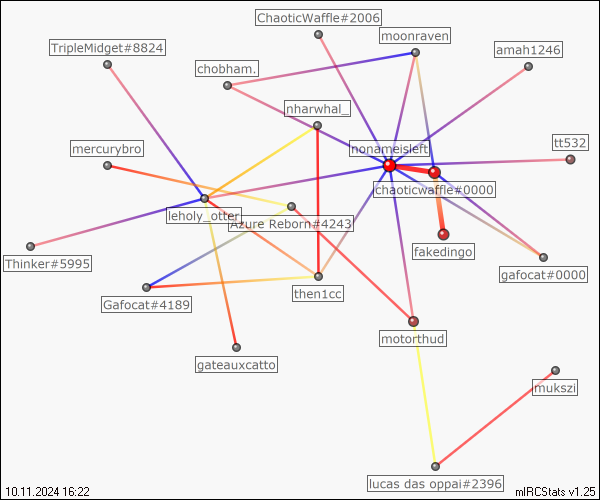 ChaoticWaffle#2006
moonraven
TripleMidget#8824
amah1246
chobham.
nharwhal_
mercurybro
nonameisleft
tt532
chaoticwaffle#0000
leholy_otter
Azure Reborn#4243
fakedingo
Thinker#5995
gafocat#0000
Gafocat#4189
then1cc
motorthud
gateauxcatto
mukszi
lucas das oppai#2396
10.11.2024 16:22
mIRCStats v1.25